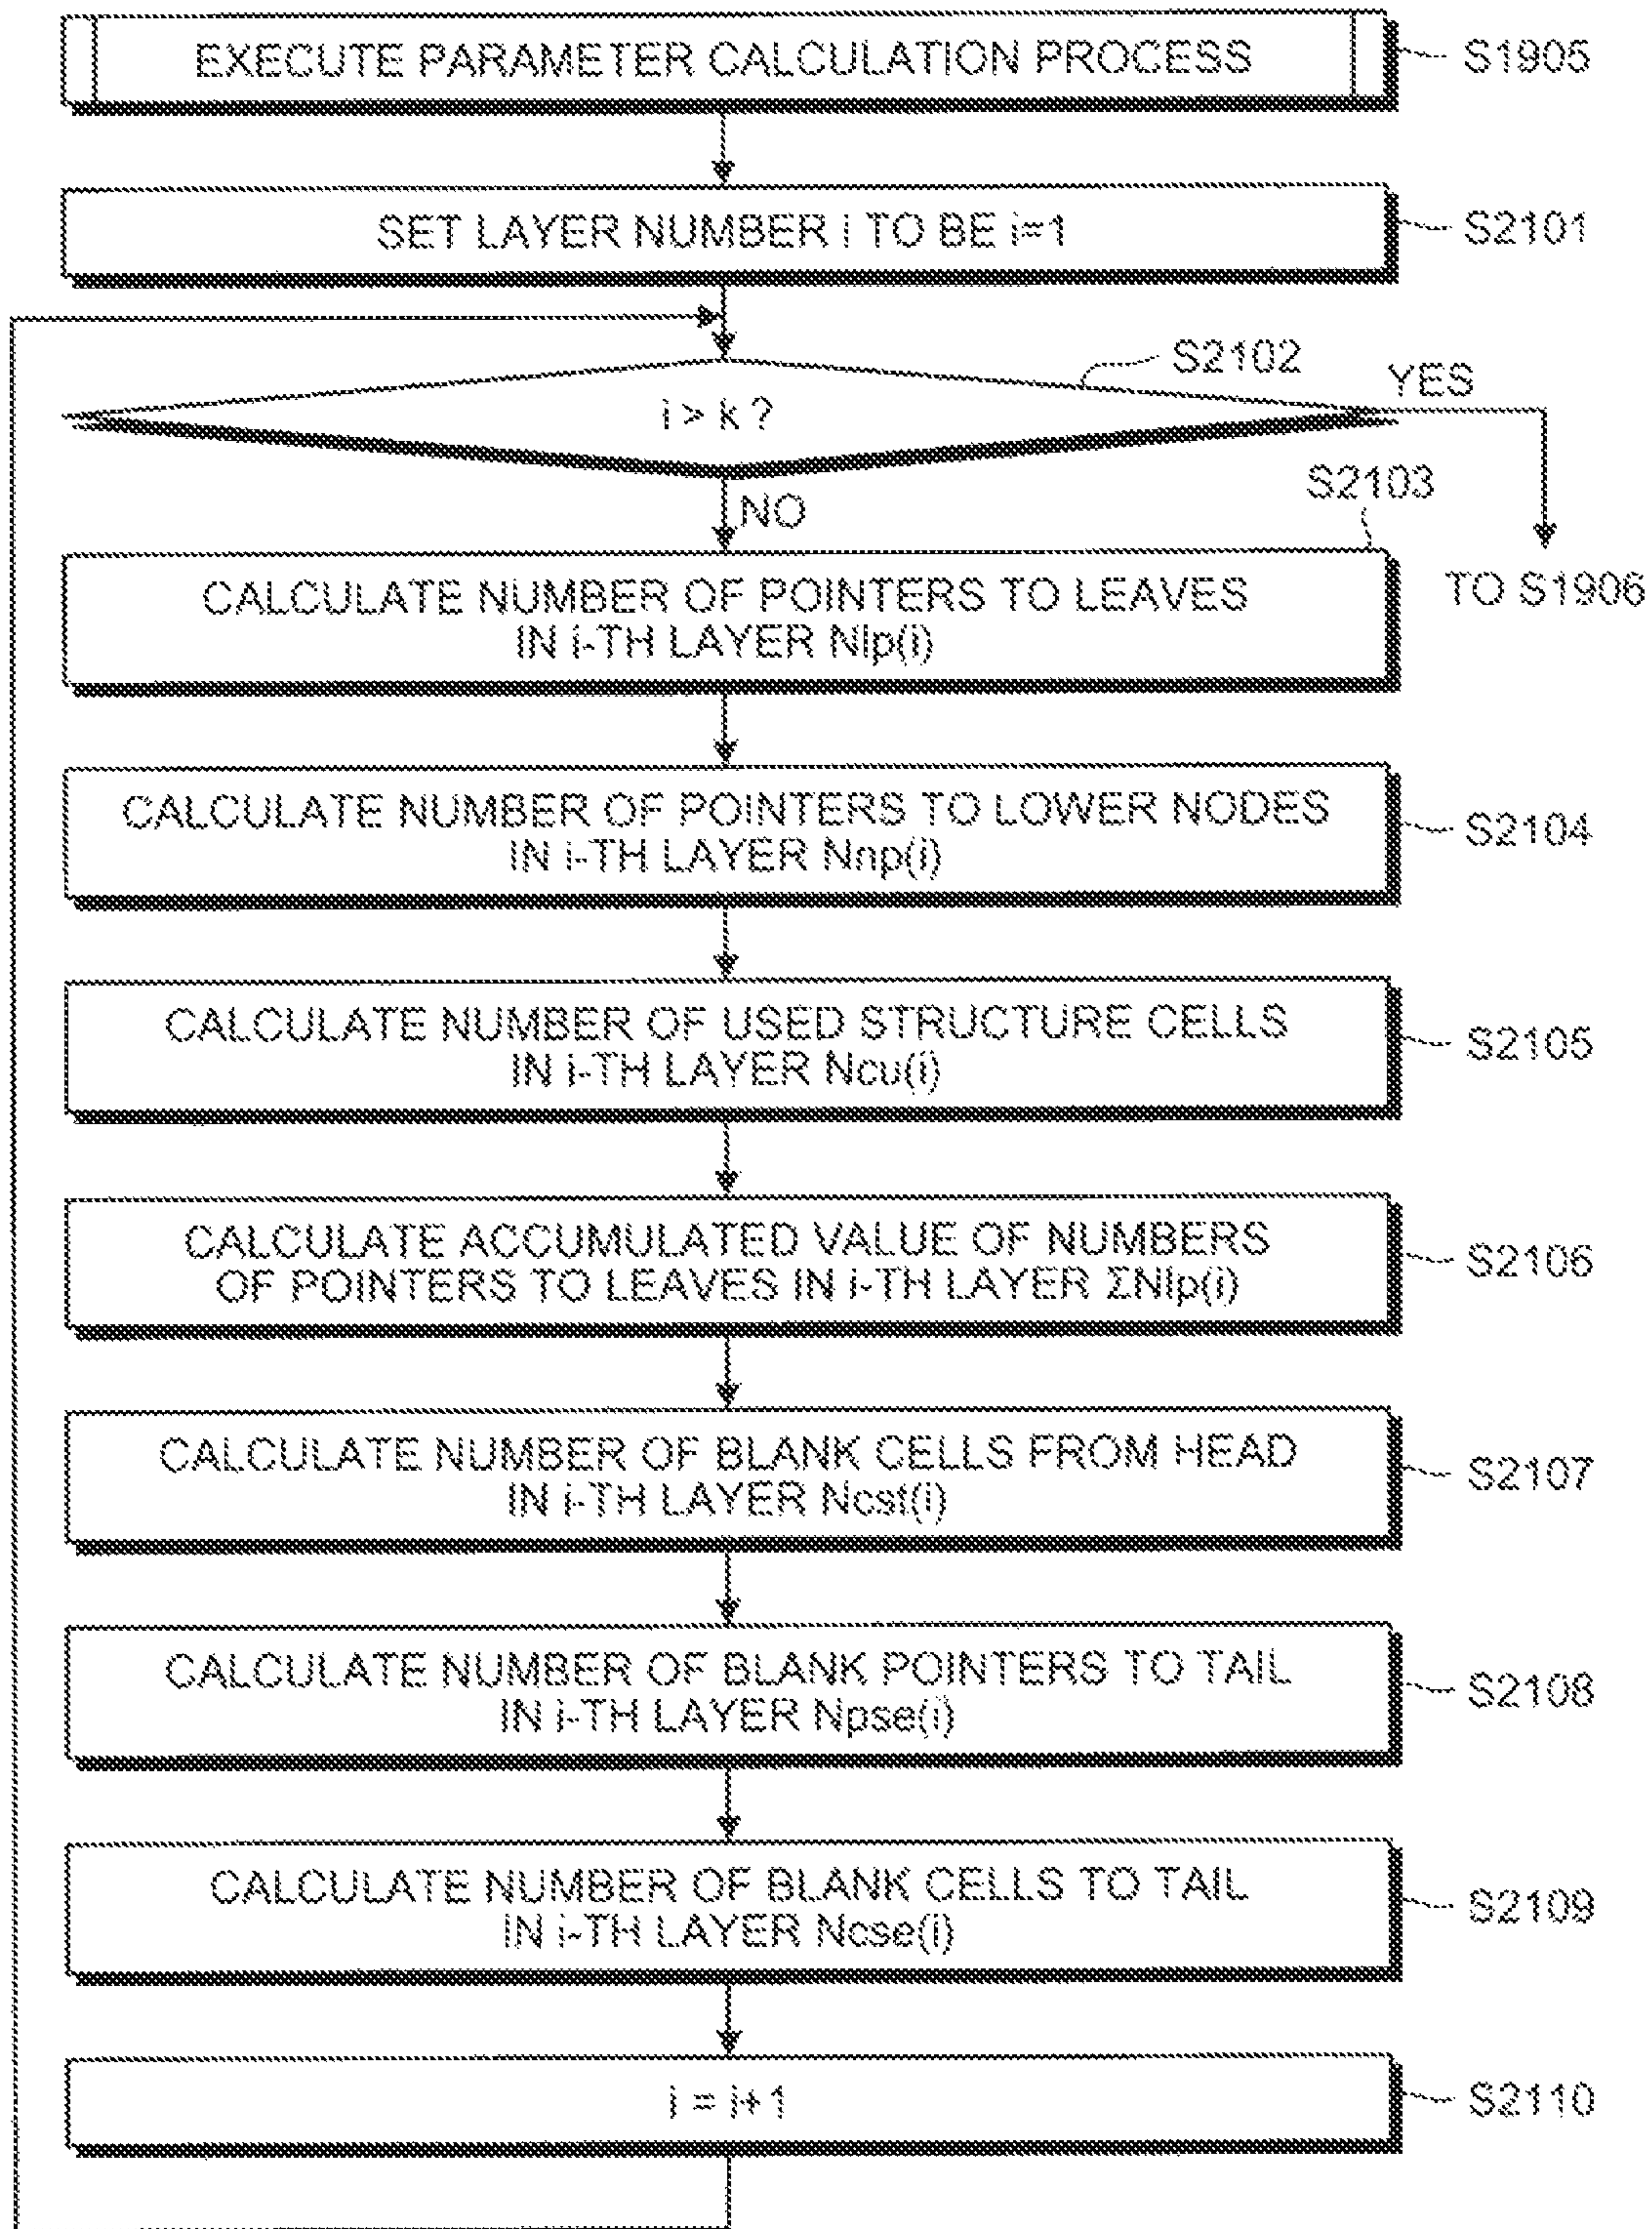 EXECUTE PARAMETER CALCULATION PROCESS
S1905
SET LAYER NUMBER i TO BE i=1
S2101
S2102
YES
i > k ?
S2103
NO
CALCULATE NUMBER OF POINTERS TO LEAVES
IN i-TH LAYER Nlp(i)
TO S1906
CALCULATE NUMBER OF POINTERS TO LOWER NODES
IN i-TH LAYER Nnp(i)
S2104
CALCULATE NUMBER OF USED STRUCTURE CELLS
IN i-TH LAYER Ncu(i)
S2105
CALCULATE ACCUMULATED VALUE OF NUMBERS
OF POINTERS TO LEAVES IN i-TH LAYER ΣNlp(i)
S2106
CALCULATE NUMBER OF BLANK CELLS FROM HEAD
IN i-TH LAYER Ncst(i)
S2107
CALCULATE NUMBER OF BLANK POINTERS TO TAIL
IN i-TH LAYER Npse(i)
S2108
CALCULATE NUMBER OF BLANK CELLS TO TAIL
IN i-TH LAYER Ncse(i)
S2109
i = i+1
S2110